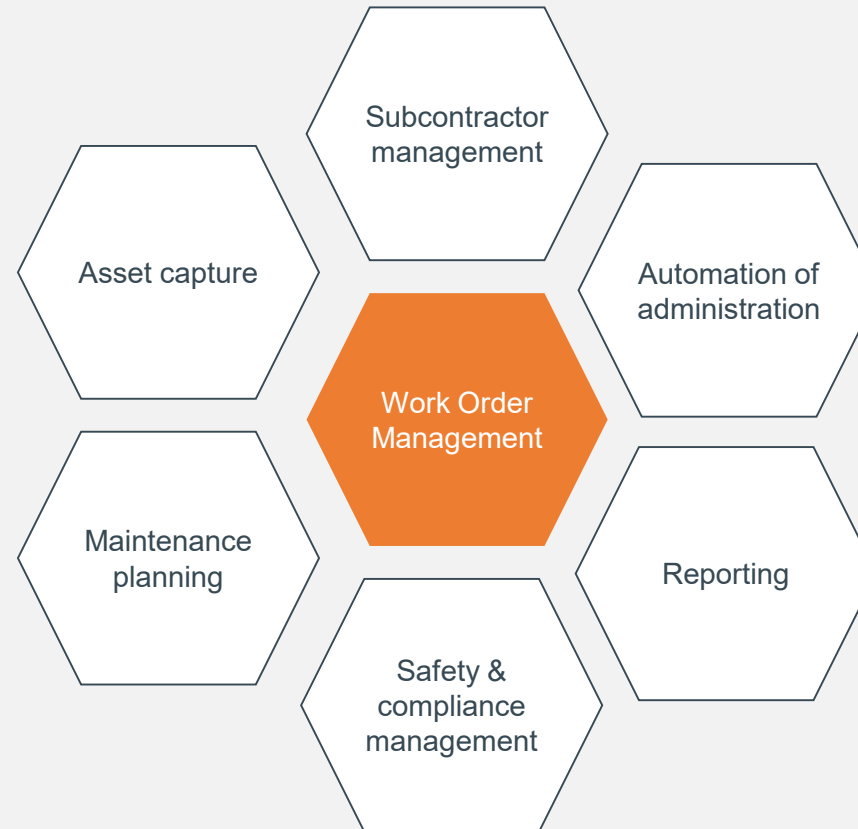 Subcontractor
management
Asset capture
Automation of
administration
Work Order
Management
Maintenance
planning
Reporting
Safety &
compliance
management